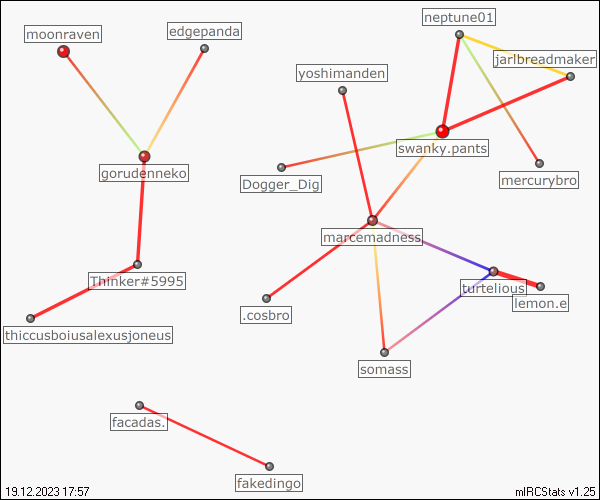 neptune01
moonraven
edgepanda
jarlbreadmaker
yoshimanden
swanky.pants
gorudenneko
Dogger_Dig
mercurybro
marcemadness
Thinker#5995
turtelious
lemon.e
.cosbro
thiccusboiusalexusjoneus
somass
facadas.
fakedingo
19.12.2023 17:57
mIRCStats v1.25